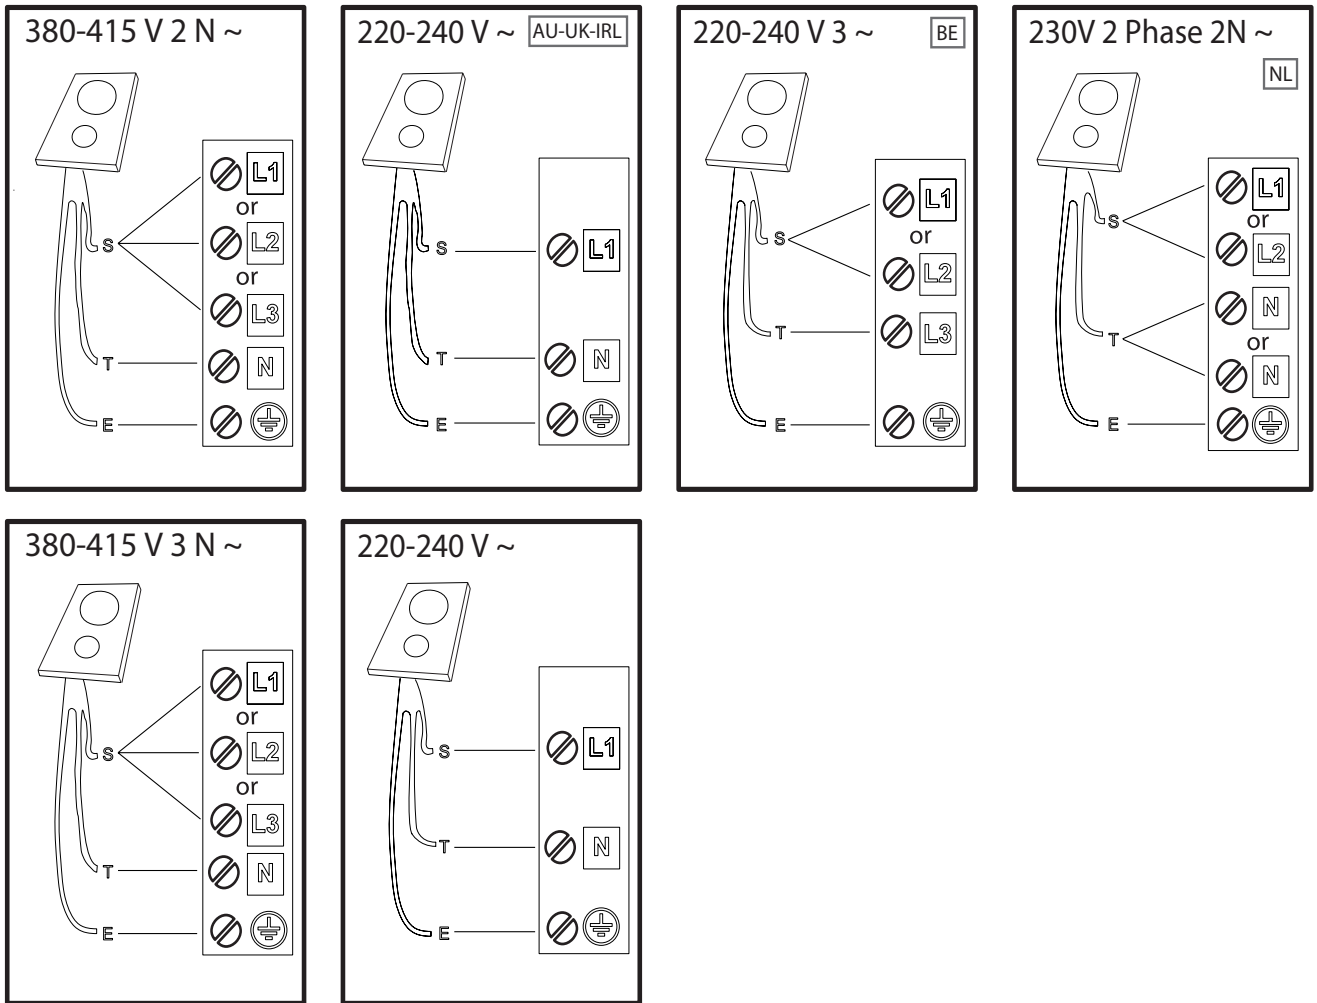 380-415 V 2 N ~
L1
or
S
L2
or
L3
T
N
E
220-240 V ~ AU-UK-IRL
S
L1
T
N
E
220-240 V 3 ~ BE
L1
S
or
L2
T
L3
E
230V 2 Phase 2N ~
NL
L1
S
or
L2
N
T
or
N
E
380-415 V 3 N ~
L1
or
S
L2
or
L3
T
N
E
220-240 V ~
S
L1
T
N
E